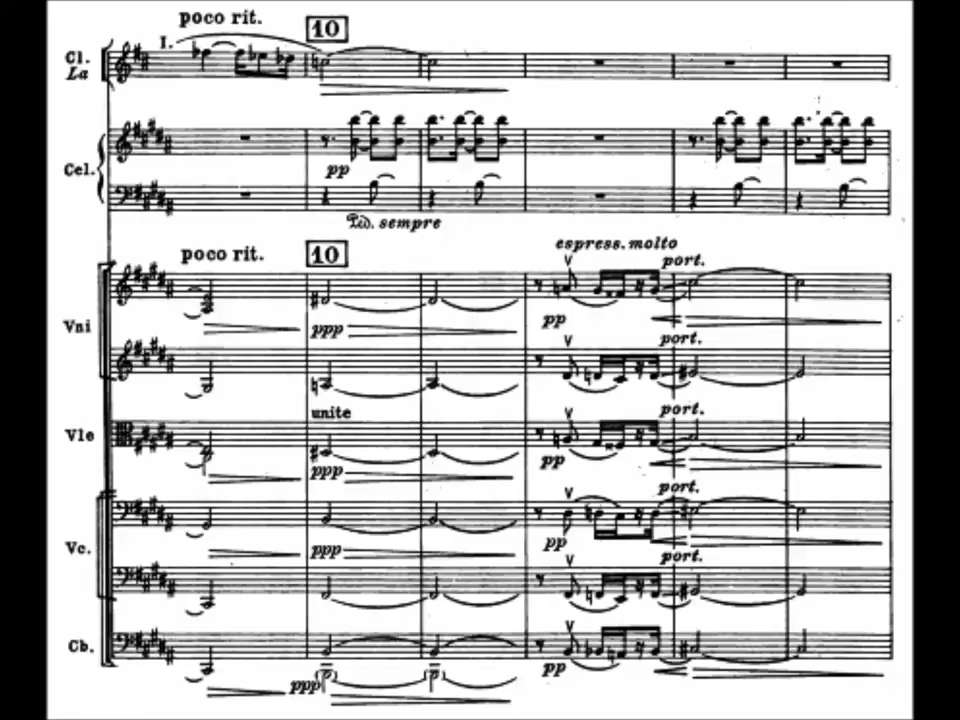 poco rit.
I.
10
Cl.
La
Cel.
pp
Ped. sempre
poco rit.
10
espress. molto
port.
Vni
ppp
pp
port.
unite
port.
Vle
ppp
pp
port.
Vc.
ppp
pp
port.
Cb.
ppp
pp